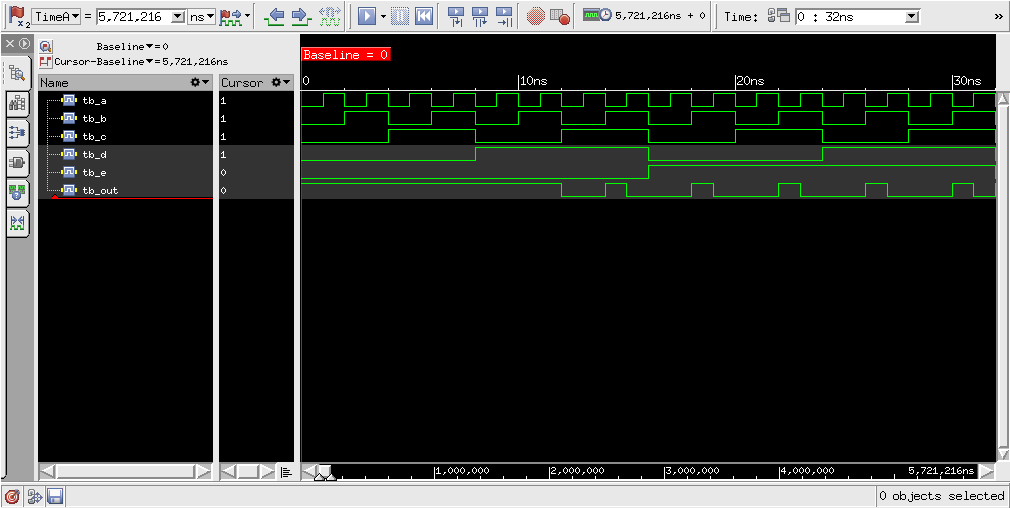 x₂ TimeA = 5,721,216 ns 5,721,216ns + 0 Time: 0 : 32ns »
Baseline = 0
Cursor-Baseline = 5,721,216ns
Baseline = 0
Name Cursor 0 10ns 20ns 30ns
tb_a 1
tb_b 1
tb_c 1
tb_d 1
tb_e 0
tb_out 0
1,000,000 2,000,000 3,000,000 4,000,000 5,721,216ns
0 objects selected